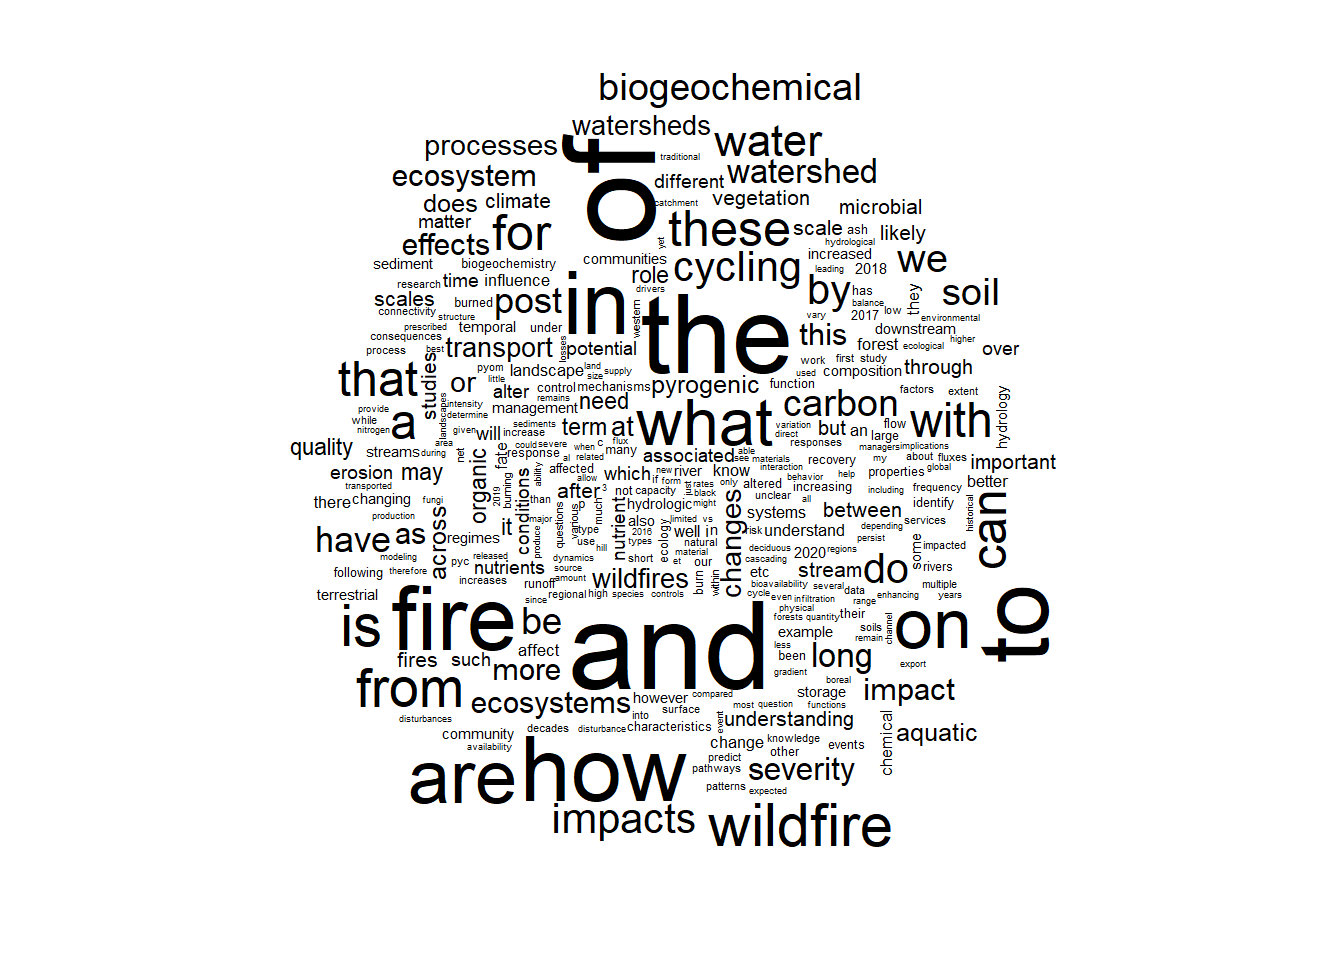 biogeochemical
watersheds
of
water
processes
traditional
watershed
ecosystem
different
catchment
vegetation
does
climate
microbial
matter
for
these
scale
ash
likely
effects
yet
hydrological
communities
cycling
increased
we
sediment
biogeochemistry
role
leading
2018
research
time
influence
in
drivers
by
has
they
soil
scales
burned
post
the
balance
low
connectivity
structure
western
vary
2017
environmental
prescribed
temporal
under
this
downstream
consequences
losses
forest
ecological
higher
process
best
transport
potential
over
work
first
study
that
studies
pyom
landscape
land
supply
used
composition
through
little
size
or
alter
control
mechanisms
pyrogenic
function
factors
extent
provide
landscapes
intensity
remains
management
need
carbon
with
hydrology
while
a
determine
what
nitrogen
given
sediments
term
at
variation
but
an
flow
area
will
increase
could
severe
when
c
flux
direct
large
managers
implications
quality
streams
during
net
fate
response
al
related
many
associated
able
see
materials
responses
my
about
fluxes
erosion
may
organic
affected
which
new
river
know
interaction
recovery
properties
global
important
transported
burning
ability
allow
if
form
rates
behavior
help
better
there
changing
fungi
2019
than
after
3
not
capacity
just
black
only
altered
increasing
including
frequency
production
conditions
p
hydrologic
might
changes
unclear
all
identify
historical
can
have
as
across
it
major
questions
various
much
nutrient
also
limited
vs
systems
between
depending
services
regimes
produce
type
2016
ecology
well
i
n
risk
understand
persist
some
impacted
modeling
use
hill
types
natural
deciduous
2020
regions
following
therefore
pyc
released
dynamics
short
material
et
our
cascading
stream
do
rivers
nutrients
source
wildfires
burn
within
etc
bioavailability
several
data
multiple
increases
runoff
amount
cycle
even
infiltration
range
enhancing
years
terrestrial
since
regional
high
species
controls
physical
to
is
fire
be
and
forests
quantity
their
channel
on
example
soils
remain
affect
less
fires
such
more
been
long
export
gradient
boreal
from
ecosystems
however
compared
storage
impact
into
surface
most
question
functions
disturbances
event
understanding
community
decades
disturbance
characteristics
chemical
aquatic
availability
change
knowledge
events
other
are
how
predict
pathways
severity
patterns
expected
impacts
wildfire